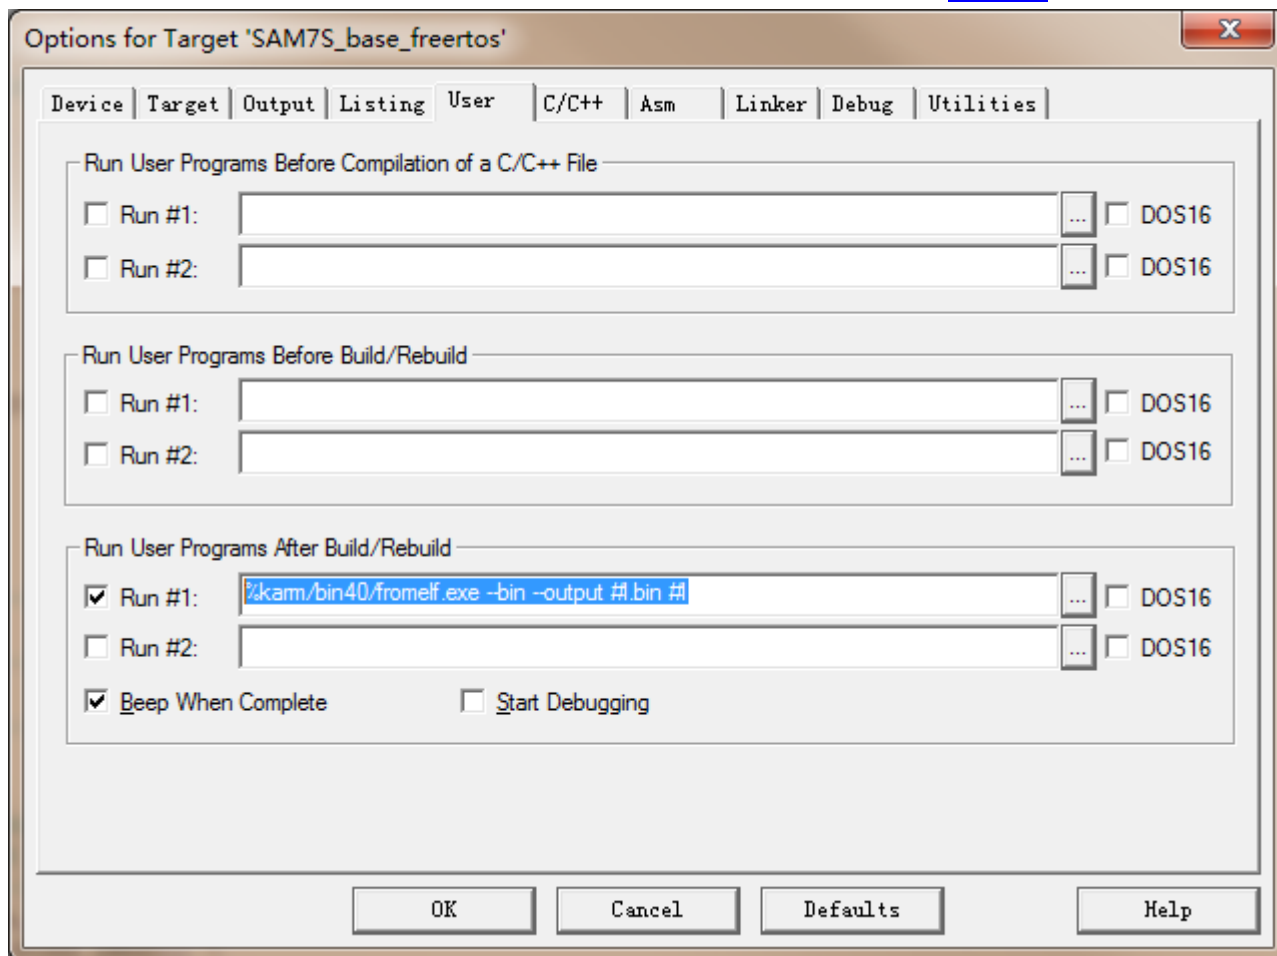 Options for Target 'SAM7S_base_freertos'
Device Target Output Listing User C/C++ Asm Linker Debug Utilities
Run User Programs Before Compilation of a C/C++ File
Run #1: ... DOS16
Run #2: ... DOS16
Run User Programs Before Build/Rebuild
Run #1: ... DOS16
Run #2: ... DOS16
Run User Programs After Build/Rebuild
Run #1: %karm/bin40/fromelf.exe --bin --output #l.bin #l ... DOS16
Run #2: ... DOS16
Beep When Complete Start Debugging
OK Cancel Defaults Help